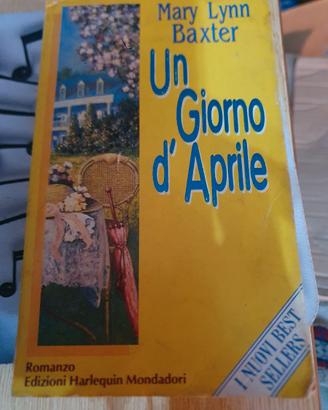 Mary Lynn
Baxter
Un
Giorno
d' Aprile
Romanzo
Edizioni Harlequin Mondadori
I NUOVI BEST
SELLERS